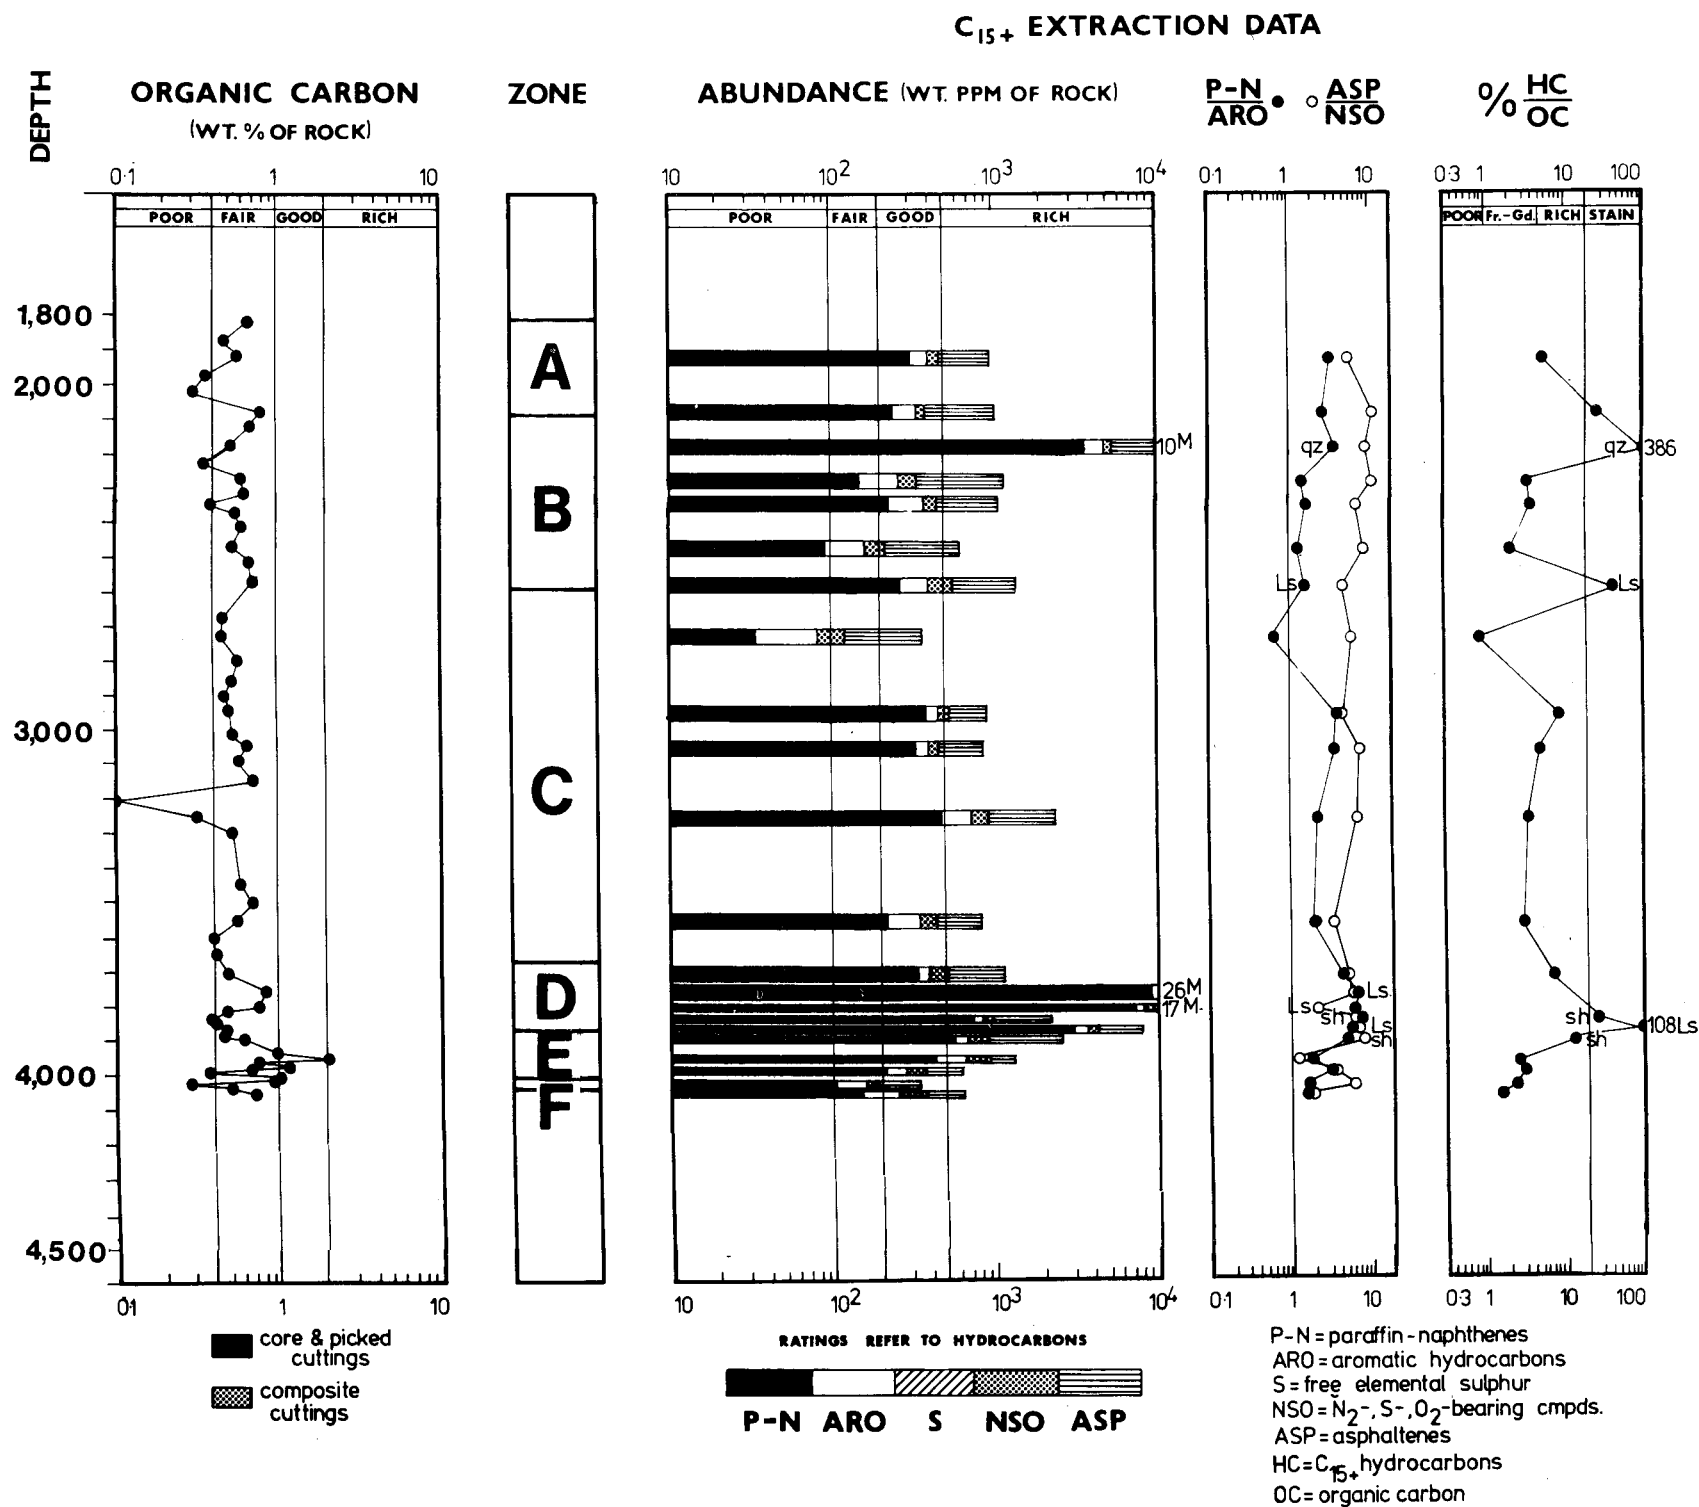 C15+ EXTRACTION DATA
DEPTH
ORGANIC CARBON
(WT. % OF ROCK)
ZONE
ABUNDANCE (WT. PPM OF ROCK)
P-N
ARO
ASP
NSO
% HC
OC
0·1 1 10
10 10² 10³ 10⁴
0·1 1 10
0·3 1 10 100
POOR FAIR GOOD RICH
POOR FAIR GOOD RICH
POOR Fr.-Gd. RICH STAIN
1,800
A
2,000
10M
qz
qz 386
B
Ls
Ls
3,000
C
D
26M
Ls
17M
Ls
sh
sh
Ls
108Ls
sh
sh
E
4,000
F
4,500
0·1 1 10
10 10² 10³ 10⁴
0·1 1 10
0·3 1 10 100
core & picked
cuttings
composite
cuttings
RATINGS REFER TO HYDROCARBONS
P-N ARO S NSO ASP
P-N = paraffin-naphthenes
ARO = aromatic hydrocarbons
S = free elemental sulphur
NSO = N2-, S-, O2-bearing cmpds.
ASP = asphaltenes
HC = C15+ hydrocarbons
OC = organic carbon